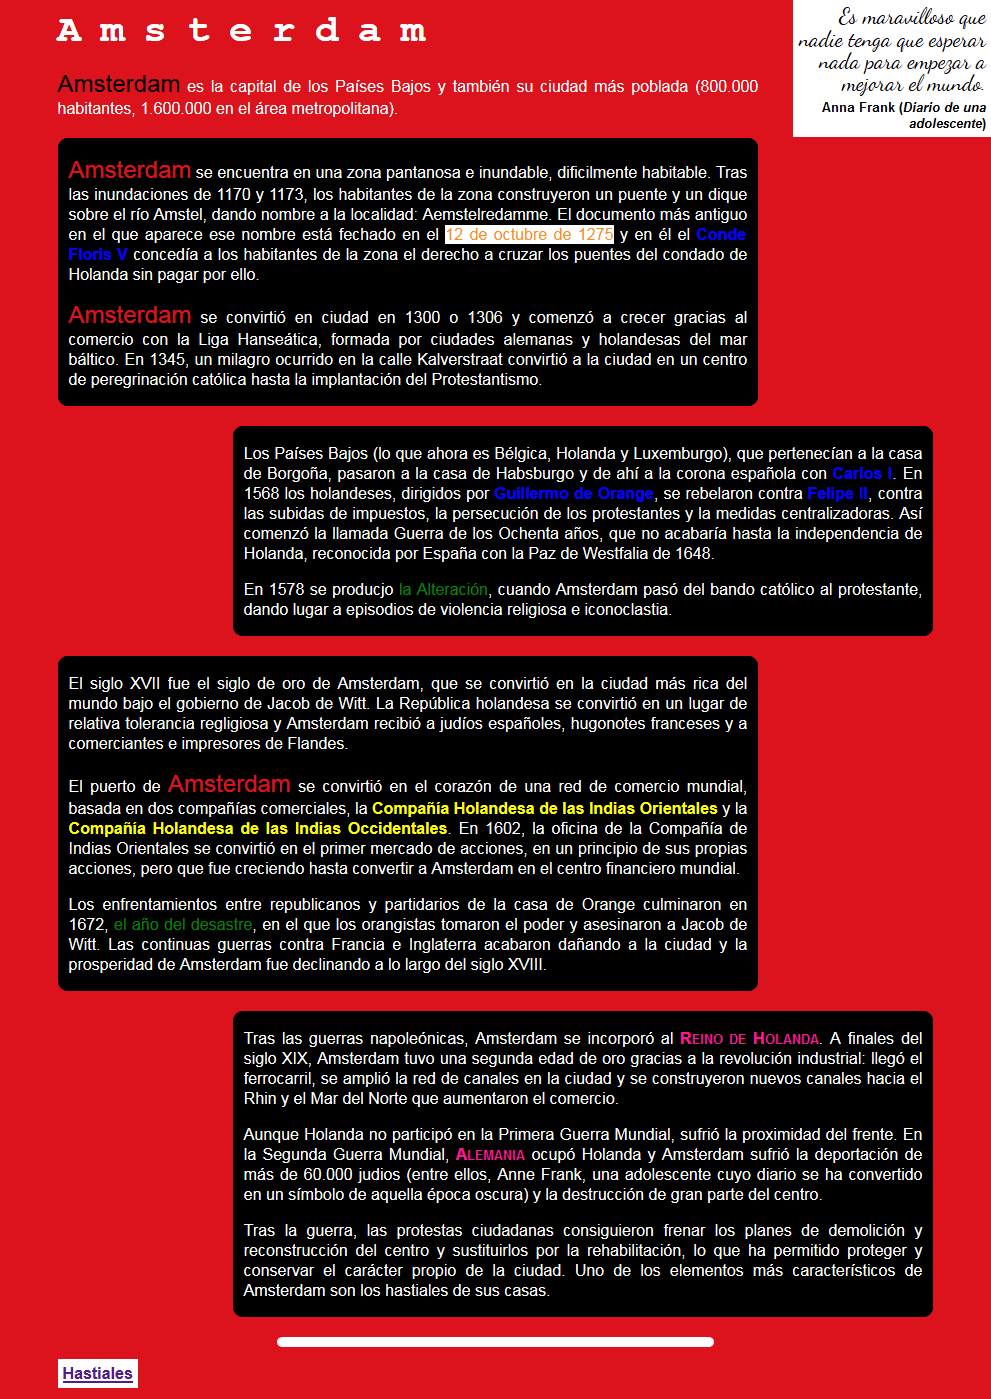 Amsterdam
Es maravilloso que
nadie tenga que esperar
nada para empezar a
mejorar el mundo.
Anna Frank (Diario de una
adolescente)
Amsterdam es la capital de los Países Bajos y también su ciudad más poblada (800.000
habitantes, 1.600.000 en el área metropolitana).
Amsterdam se encuentra en una zona pantanosa e inundable, dificilmente habitable. Tras
las inundaciones de 1170 y 1173, los habitantes de la zona construyeron un puente y un dique
sobre el río Amstel, dando nombre a la localidad: Aemstelredamme. El documento más antiguo
en el que aparece ese nombre está fechado en el 12 de octubre de 1275 y en él el Conde
Floris V concedía a los habitantes de la zona el derecho a cruzar los puentes del condado de
Holanda sin pagar por ello.
Amsterdam se convirtió en ciudad en 1300 o 1306 y comenzó a crecer gracias al
comercio con la Liga Hanseática, formada por ciudades alemanas y holandesas del mar
báltico. En 1345, un milagro ocurrido en la calle Kalverstraat convirtió a la ciudad en un centro
de peregrinación católica hasta la implantación del Protestantismo.
Los Países Bajos (lo que ahora es Bélgica, Holanda y Luxemburgo), que pertenecían a la casa
de Borgoña, pasaron a la casa de Habsburgo y de ahí a la corona española con Carlos I. En
1568 los holandeses, dirigidos por Guillermo de Orange, se rebelaron contra Felipe II, contra
las subidas de impuestos, la persecución de los protestantes y la medidas centralizadoras. Así
comenzó la llamada Guerra de los Ochenta años, que no acabaría hasta la independencia de
Holanda, reconocida por España con la Paz de Westfalia de 1648.
En 1578 se producjo la Alteración, cuando Amsterdam pasó del bando católico al protestante,
dando lugar a episodios de violencia religiosa e iconoclastia.
El siglo XVII fue el siglo de oro de Amsterdam, que se convirtió en la ciudad más rica del
mundo bajo el gobierno de Jacob de Witt. La República holandesa se convirtió en un lugar de
relativa tolerancia regligiosa y Amsterdam recibió a judíos españoles, hugonotes franceses y a
comerciantes e impresores de Flandes.
El puerto de Amsterdam se convirtió en el corazón de una red de comercio mundial,
basada en dos compañías comerciales, la Compañía Holandesa de las Indias Orientales y la
Compañía Holandesa de las Indias Occidentales. En 1602, la oficina de la Compañía de
Indias Orientales se convirtió en el primer mercado de acciones, en un principio de sus propias
acciones, pero que fue creciendo hasta convertir a Amsterdam en el centro financiero mundial.
Los enfrentamientos entre republicanos y partidarios de la casa de Orange culminaron en
1672, el año del desastre, en el que los orangistas tomaron el poder y asesinaron a Jacob de
Witt. Las continuas guerras contra Francia e Inglaterra acabaron dañando a la ciudad y la
prosperidad de Amsterdam fue declinando a lo largo del siglo XVIII.
Tras las guerras napoleónicas, Amsterdam se incorporó al Reino de Holanda. A finales del
siglo XIX, Amsterdam tuvo una segunda edad de oro gracias a la revolución industrial: llegó el
ferrocarril, se amplió la red de canales en la ciudad y se construyeron nuevos canales hacia el
Rhin y el Mar del Norte que aumentaron el comercio.
Aunque Holanda no participó en la Primera Guerra Mundial, sufrió la proximidad del frente. En
la Segunda Guerra Mundial, Alemania ocupó Holanda y Amsterdam sufrió la deportación de
más de 60.000 judios (entre ellos, Anne Frank, una adolescente cuyo diario se ha convertido
en un símbolo de aquella época oscura) y la destrucción de gran parte del centro.
Tras la guerra, las protestas ciudadanas consiguieron frenar los planes de demolición y
reconstrucción del centro y sustituirlos por la rehabilitación, lo que ha permitido proteger y
conservar el carácter propio de la ciudad. Uno de los elementos más característicos de
Amsterdam son los hastiales de sus casas.
Hastiales